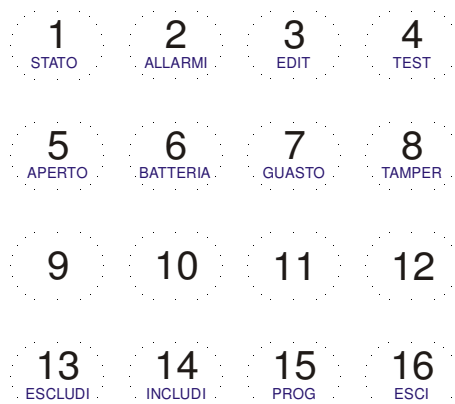 1 2 3 4
STATO ALLARMI EDIT TEST
5 6 7 8
APERTO BATTERIA GUASTO TAMPER
9 10 11 12
13 14 15 16
ESCLUDI INCLUDI PROG ESCI